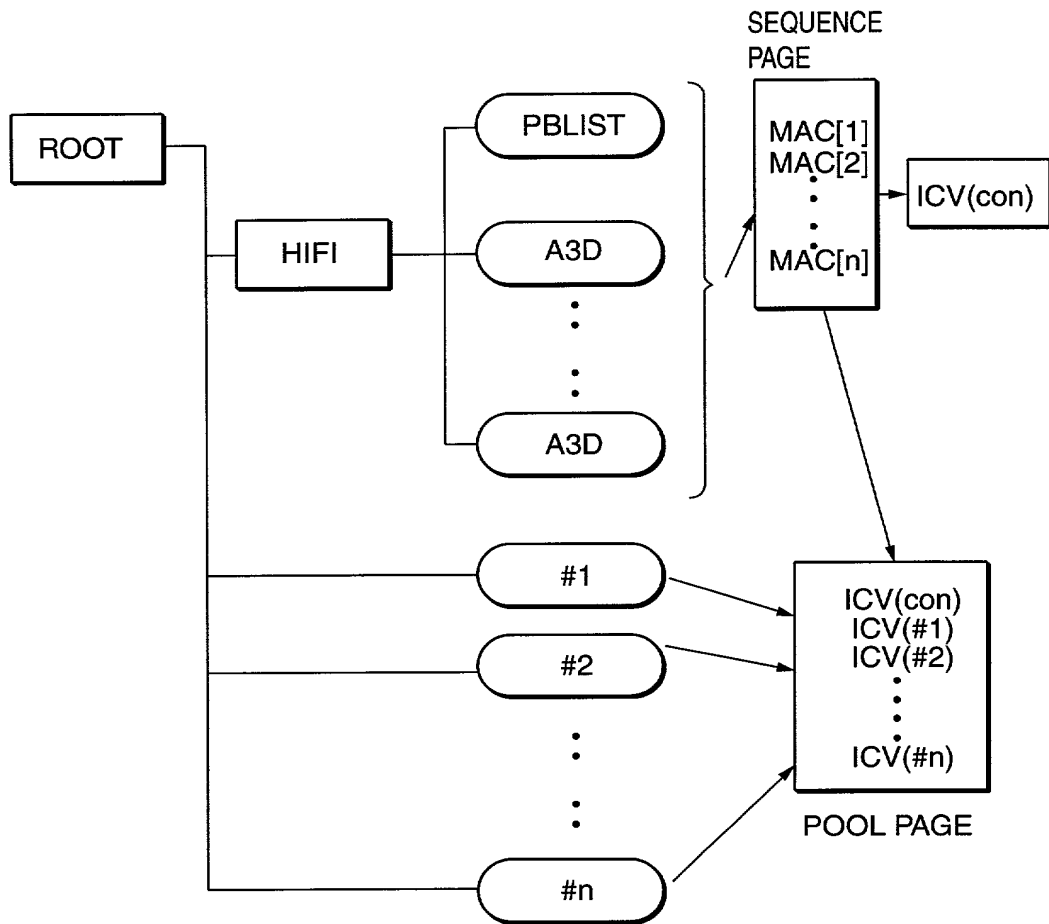 SEQUENCE
PAGE
ROOT
HIFI
PBLIST
A3D
A3D
MAC[1]
MAC[2]
MAC[n]
ICV(con)
#1
#2
#n
ICV(con)
ICV(#1)
ICV(#2)
ICV(#n)
POOL PAGE